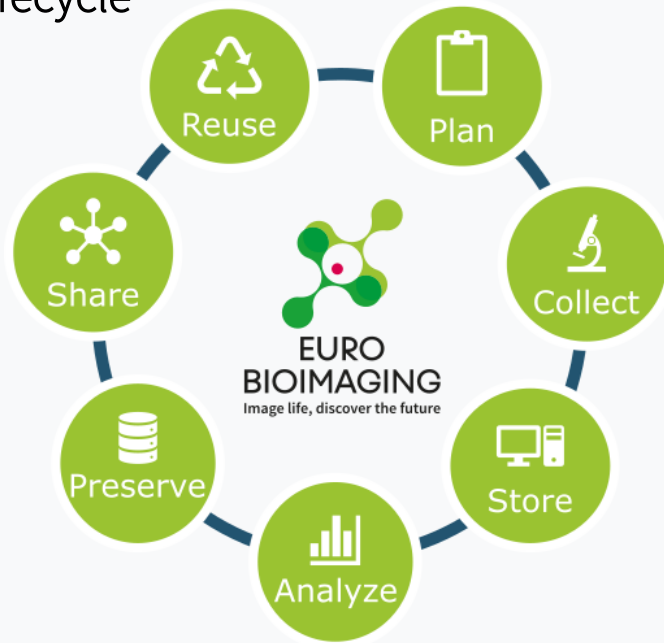 Reuse
Plan
Share
Collect
EURO
BIOIMAGING
Image life, discover the future
Preserve
Store
Analyze